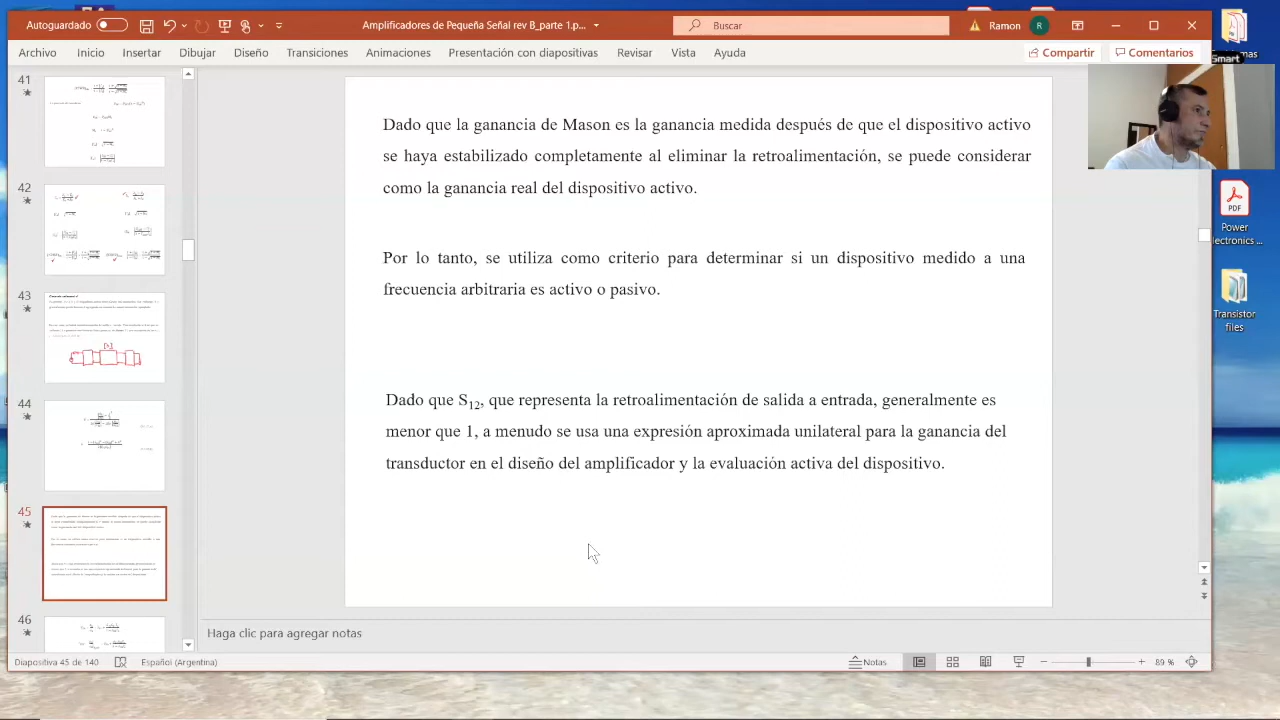 Autoguardado
Amplificadores de Pequeña Señal rev B_parte 1.p...
Buscar
Ramon
R
Archivo Inicio Insertar Dibujar Diseño Transiciones Animaciones Presentación con diapositivas Revisar Vista Ayuda
Compartir
Comentarios
Smart
41
42
43
44
45
46
Dado que la ganancia de Mason es la ganancia medida después de que el dispositivo activo
se haya estabilizado completamente al eliminar la retroalimentación, se puede considerar
como la ganancia real del dispositivo activo.
Por lo tanto, se utiliza como criterio para determinar si un dispositivo medido a una
frecuencia arbitraria es activo o pasivo.
Dado que S12, que representa la retroalimentación de salida a entrada, generalmente es
menor que 1, a menudo se usa una expresión aproximada unilateral para la ganancia del
transductor en el diseño del amplificador y la evaluación activa del dispositivo.
PDF
Power
Transistor
files
Haga clic para agregar notas
Diapositiva 45 de 140
Español (Argentina)
Notas
89 %